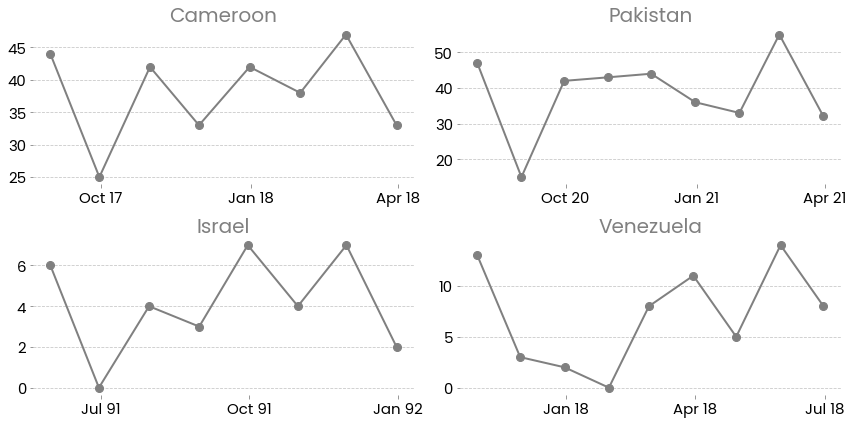 Cameroon
45
40
35
30
25
Oct 17 Jan 18 Apr 18
Pakistan
50
40
30
20
Oct 20 Jan 21 Apr 21
Israel
6
4
2
0
Jul 91 Oct 91 Jan 92
Venezuela
10
5
0
Jan 18 Apr 18 Jul 18